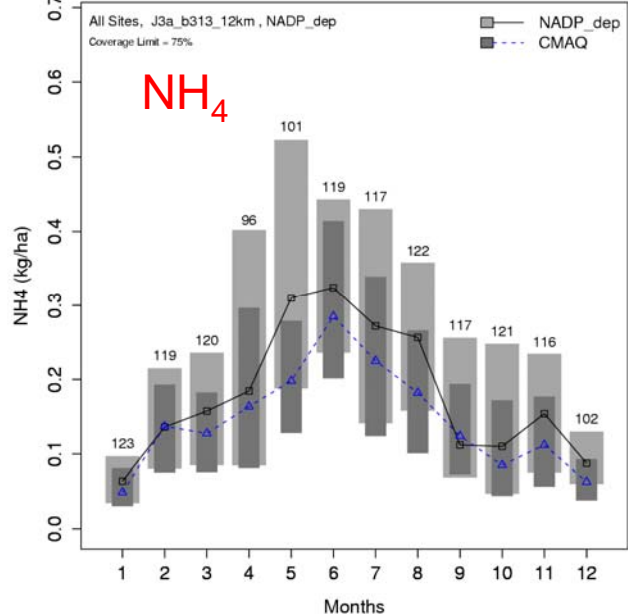 0.7
All Sites, J3a_b313_12km , NADP_dep
NADP_dep
Coverage Limit = 75%
CMAQ
NH4
0.6
101
0.5
119
117
96
122
0.4
NH4 (kg/ha)
0.3
119
120
117
121
116
0.2
123
102
0.1
0.0
1 2 3 4 5 6 7 8 9 10 11 12
Months